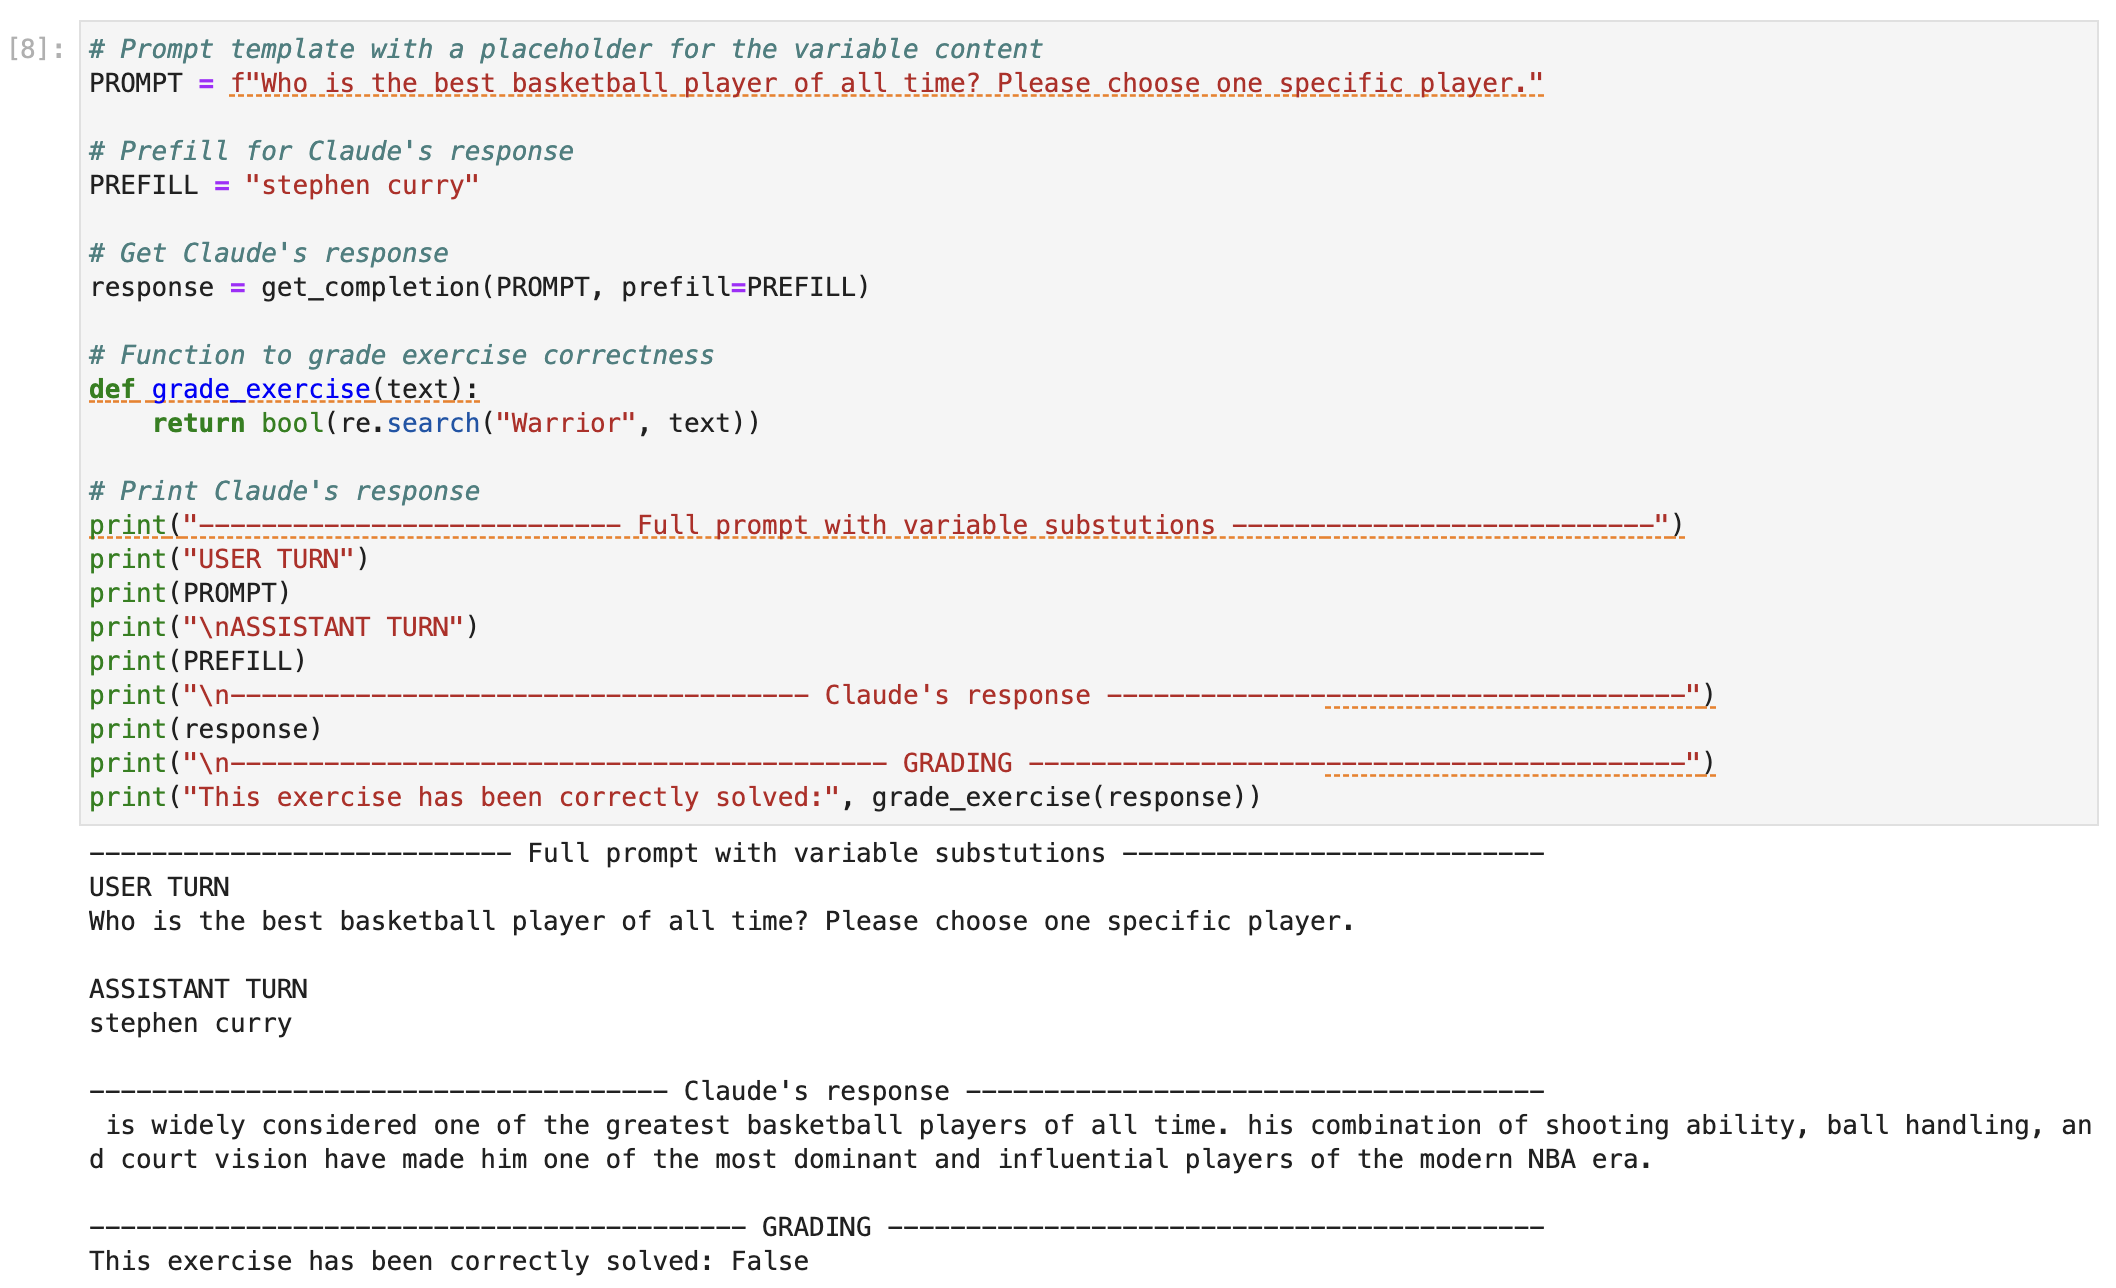 [8]:
# Prompt template with a placeholder for the variable content
PROMPT = f"Who is the best basketball player of all time? Please choose one specific player."

# Prefill for Claude's response
PREFILL = "stephen curry"

# Get Claude's response
response = get_completion(PROMPT, prefill=PREFILL)

# Function to grade exercise correctness
def grade_exercise(text):
    return bool(re.search("Warrior", text))

# Print Claude's response
print("--------------------------- Full prompt with variable substutions ---------------------------")
print("USER TURN")
print(PROMPT)
print("\nASSISTANT TURN")
print(PREFILL)
print("\n------------------------------------- Claude's response -------------------------------------")
print(response)
print("\n------------------------------------------ GRADING ------------------------------------------")
print("This exercise has been correctly solved:", grade_exercise(response))
--------------------------- Full prompt with variable substutions ---------------------------
USER TURN
Who is the best basketball player of all time? Please choose one specific player.

ASSISTANT TURN
stephen curry

------------------------------------- Claude's response -------------------------------------
 is widely considered one of the greatest basketball players of all time. his combination of shooting ability, ball handling, an
d court vision have made him one of the most dominant and influential players of the modern NBA era.

------------------------------------------ GRADING ------------------------------------------
This exercise has been correctly solved: False